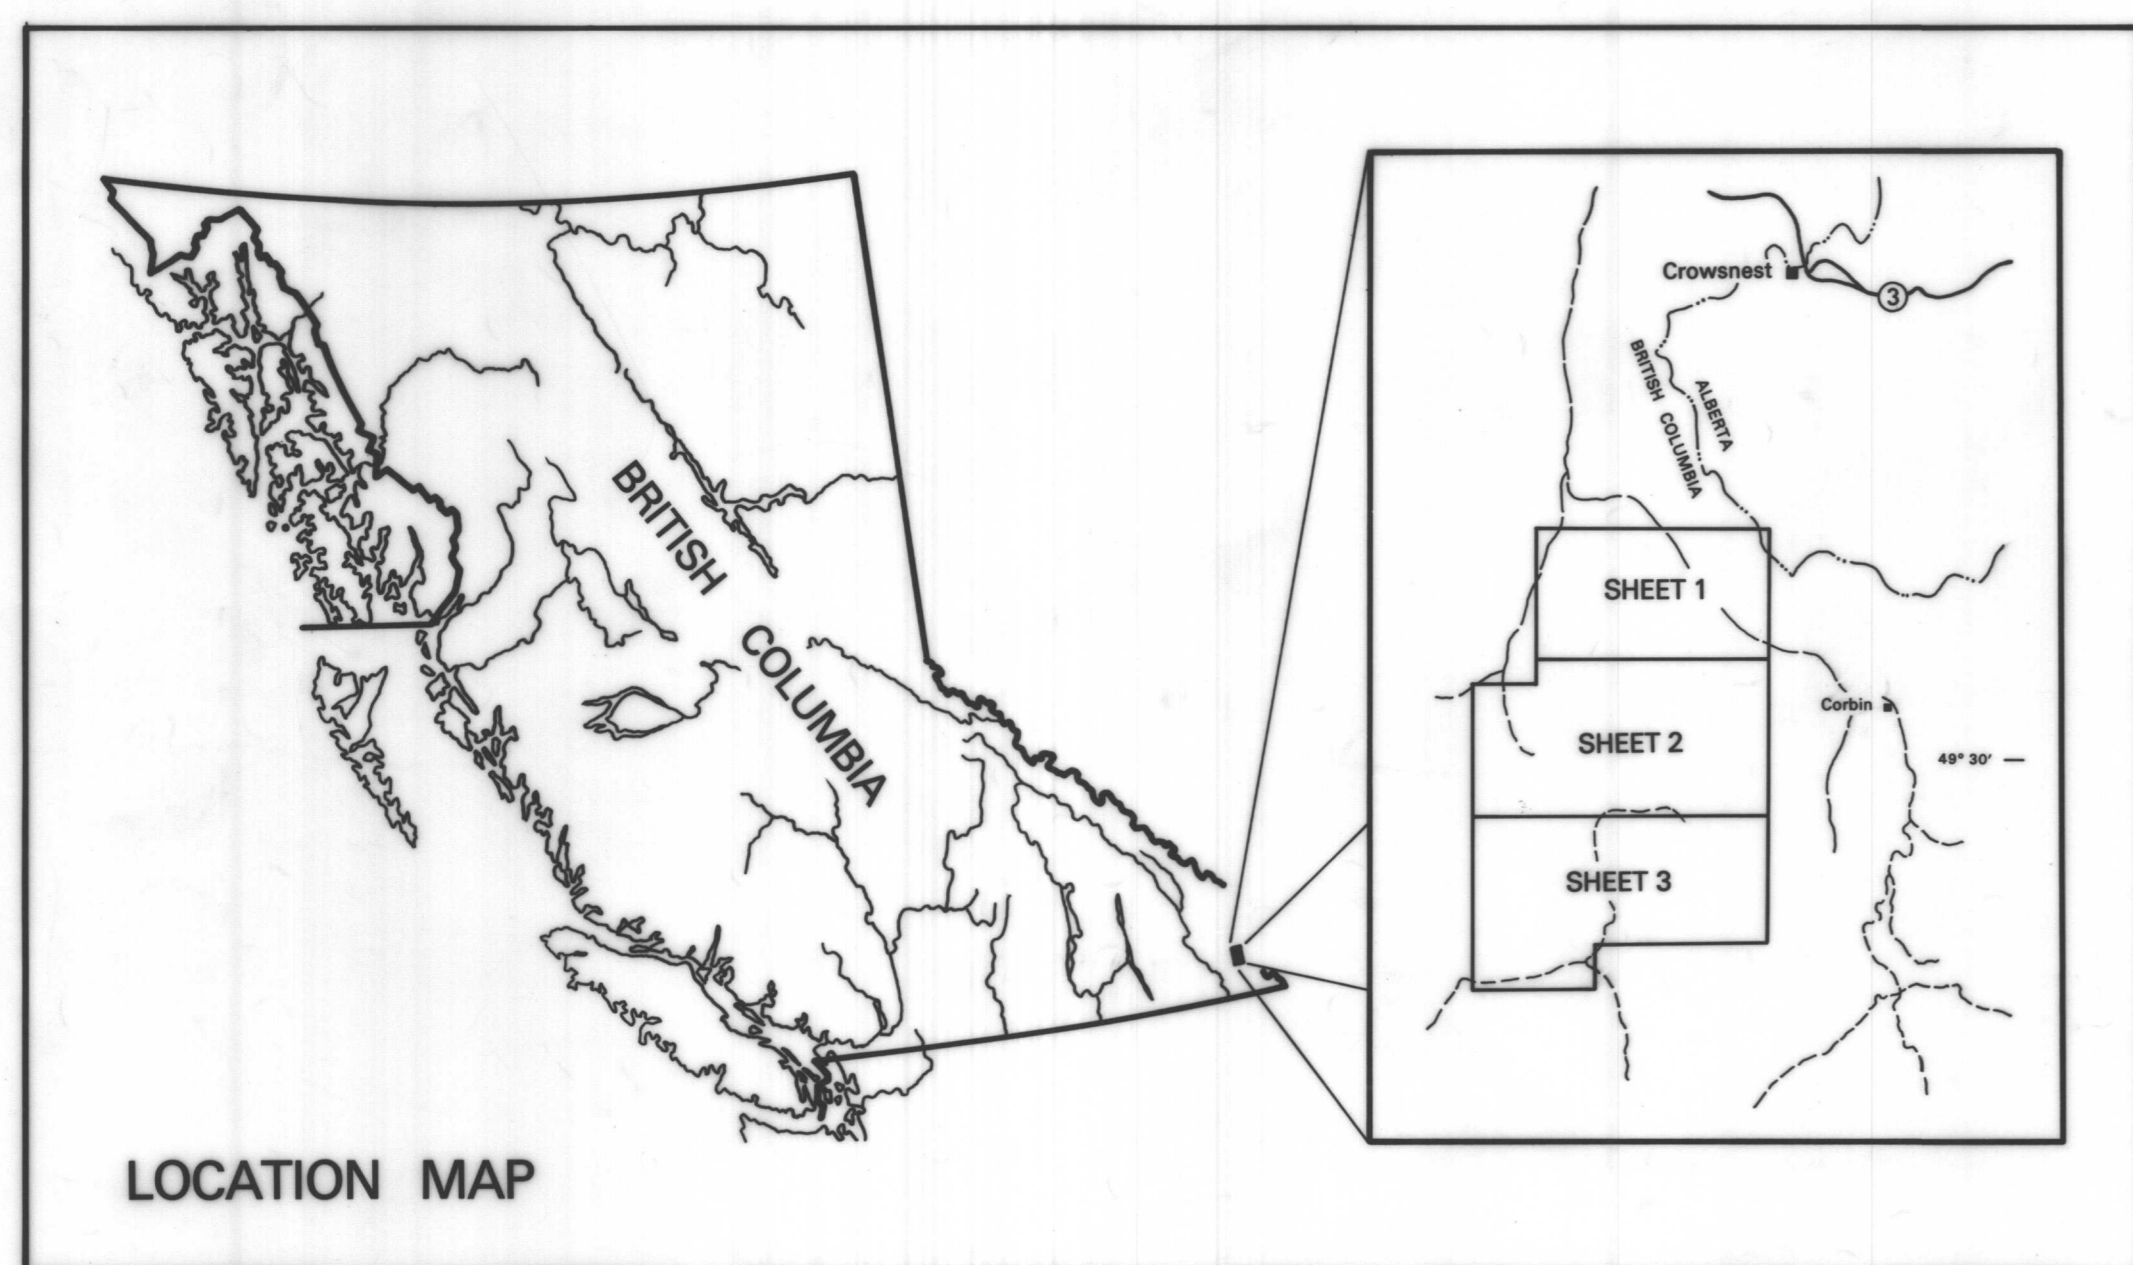 BRITISH COLUMBIA
LOCATION MAP
Crowsnest
3
BRITISH COLUMBIA
ALBERTA
SHEET 1
SHEET 2
SHEET 3
Corbin
49° 30'